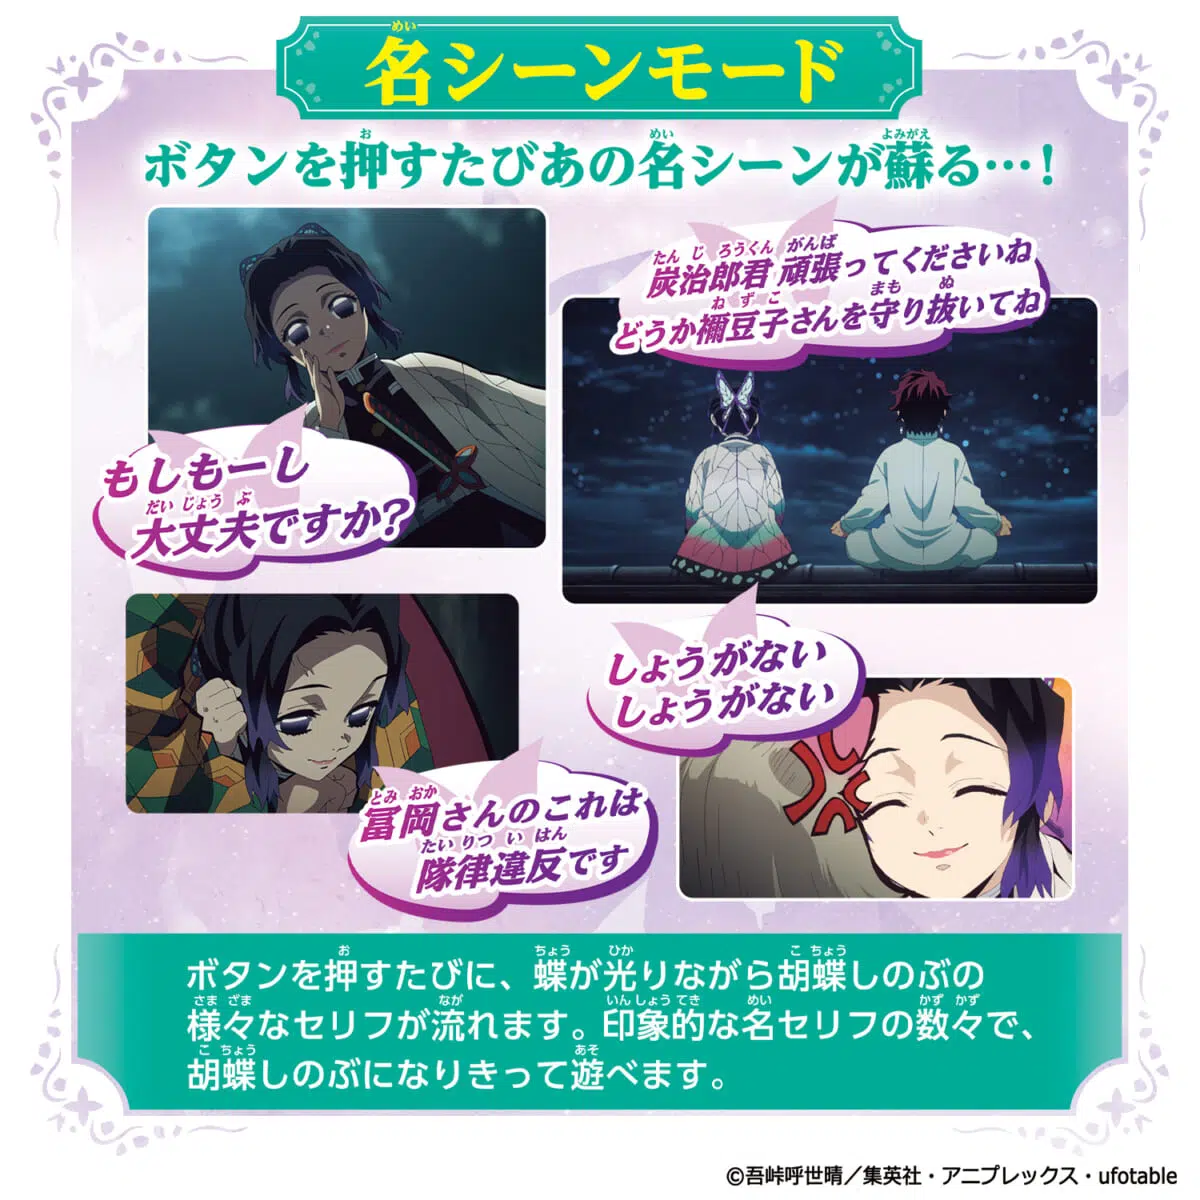 名シーンモード
ボタンを押すたびあの名シーンが蘇る…！
炭治郎君 頑張ってくださいね
どうか禰豆子さんを守り抜いてね
もしもーし
大丈夫ですか?
しょうがない
しょうがない
冨岡さんのこれは
隊律違反です
ボタンを押すたびに、蝶が光りながら胡蝶しのぶの
様々なセリフが流れます。印象的な名セリフの数々で、
胡蝶しのぶになりきって遊べます。
©吾峠呼世晴／集英社・アニプレックス・ufotable